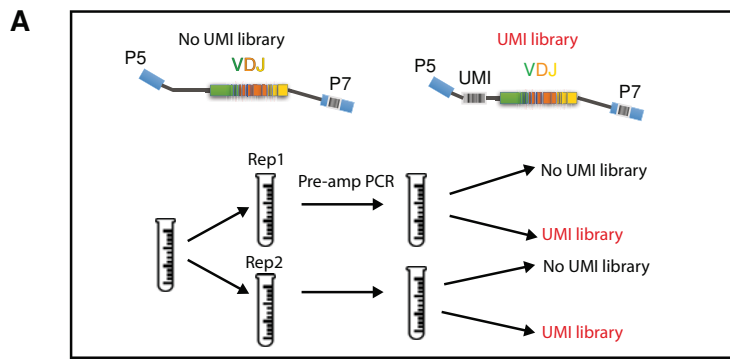 A
No UMI library
UMI library
P5
VDJ
P7
P5
UMI
VDJ
P7
Rep1
Pre-amp PCR
No UMI library
UMI library
Rep2
No UMI library
UMI library